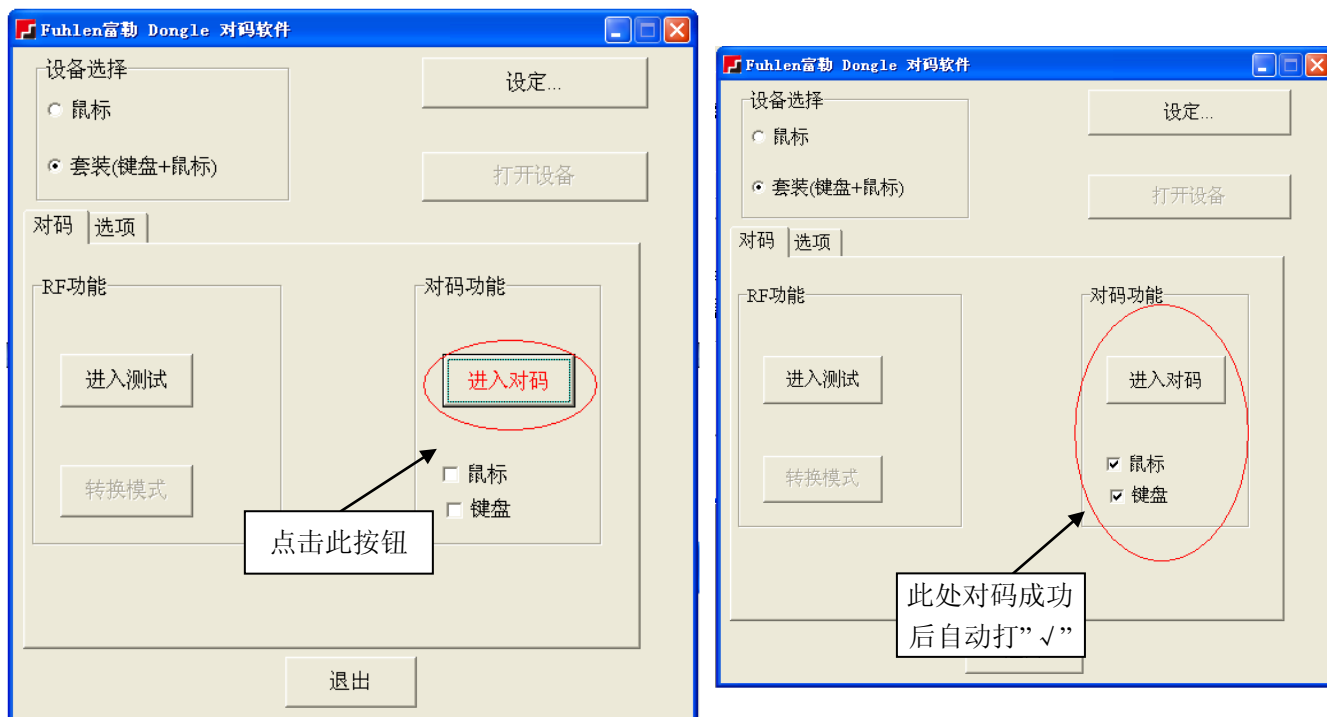 Fuhlen富勒 Dongle 对码软件
设备选择
鼠标
套装(键盘+鼠标)
设定...
打开设备
对码
选项
RF功能
进入测试
转换模式
对码功能
进入对码
鼠标
键盘
点击此按钮
退出
Fuhlen富勒 Dongle 对码软件
设备选择
鼠标
套装(键盘+鼠标)
设定...
打开设备
对码
选项
RF功能
进入测试
转换模式
对码功能
进入对码
鼠标
键盘
此处对码成功
后自动打”√”